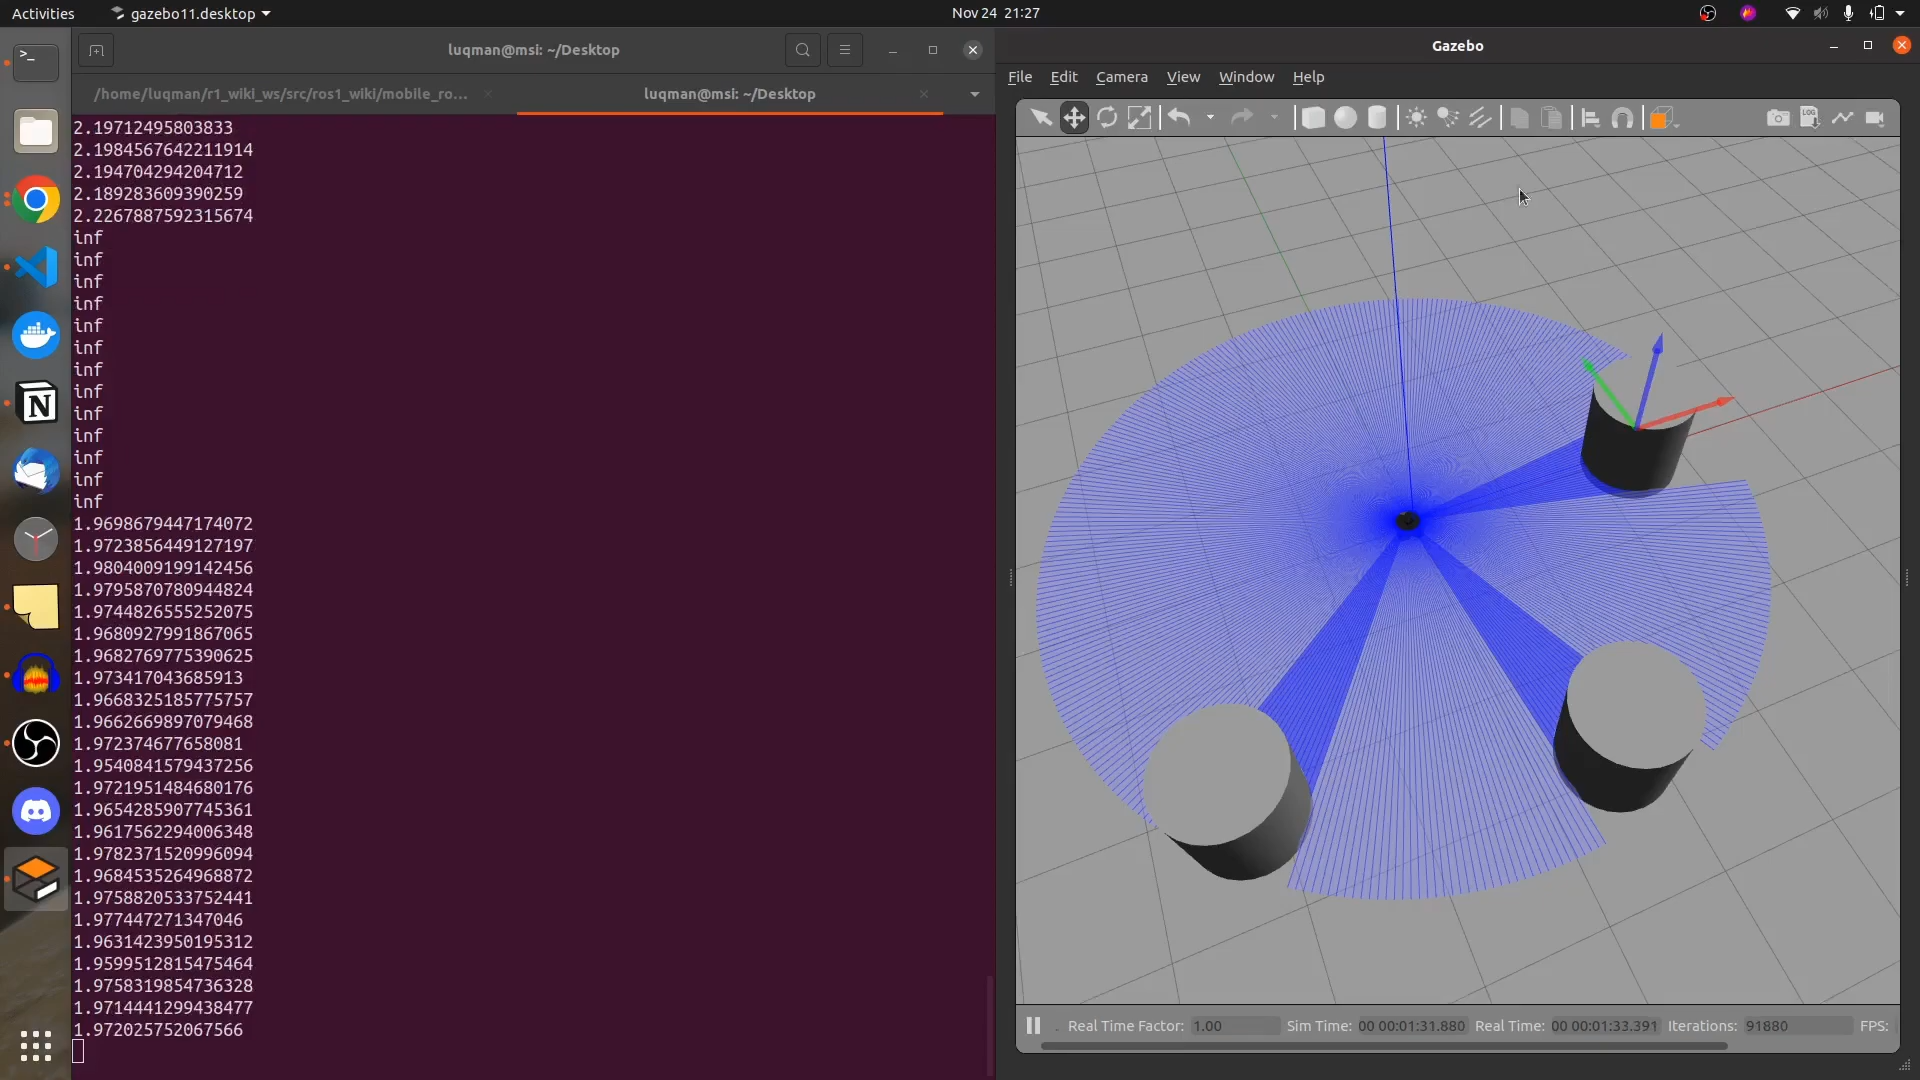 Activities
gazebo11.desktop
Nov 24 21:27
luqman@msi: ~/Desktop
/home/luqman/r1_wiki_ws/src/ros1_wiki/mobile_ro...
luqman@msi: ~/Desktop
2.19712495803833
2.1984567642211914
2.194704294204712
2.189283609390259
2.2267887592315674
inf
inf
inf
inf
inf
inf
inf
inf
inf
inf
inf
inf
inf
1.9698679447174072
1.9723856449127197
1.9804009199142456
1.9795870780944824
1.9744826555252075
1.9680927991867065
1.9682769775390625
1.973417043685913
1.9668325185775757
1.9662669897079468
1.972374677658081
1.9540841579437256
1.9721951484680176
1.9654285907745361
1.9617562294006348
1.9782371520996094
1.9684535264968872
1.9758820533752441
1.977447271347046
1.9631423950195312
1.9599512815475464
1.9758319854736328
1.9714441299438477
1.972025752067566
Gazebo
File Edit Camera View Window Help
LOG
Real Time Factor: 1.00 Sim Time: 00 00:01:31.880 Real Time: 00 00:01:33.391 Iterations: 91880 FPS: